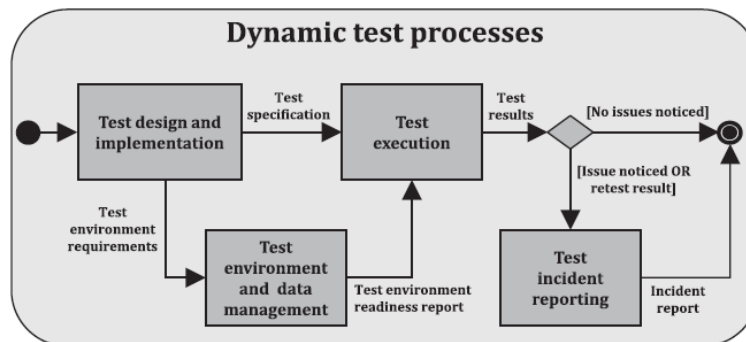 Dynamic test processes
Test design and
implementation
Test
specification
Test
execution
Test
results
[No issues noticed]
[Issue noticed OR
retest result]
Test
environment
requirements
Test
environment
and data
management
Test environment
readiness report
Test
incident
reporting
Incident
report